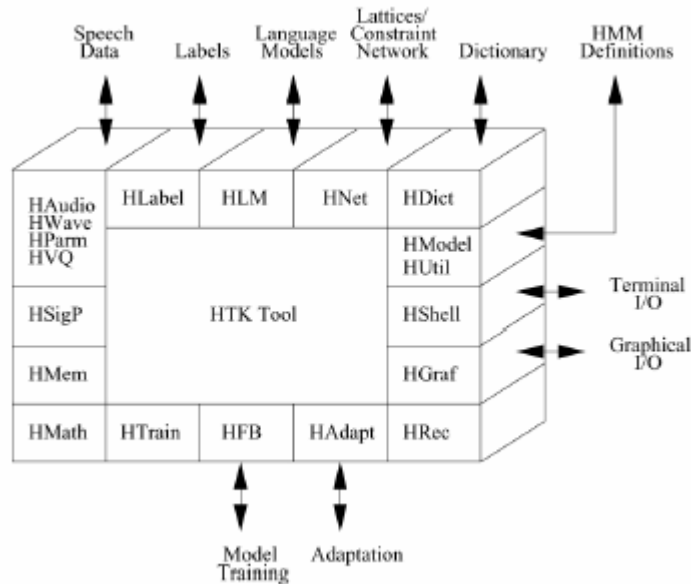 Speech
Data
Labels
Language
Models
Lattices/
Constraint
Network
Dictionary
HMM
Definitions
HAudio
HWave
HParm
HVQ
HLabel
HLM
HNet
HDict
HModel
HUtil
HSigP
HTK Tool
HShell
Terminal
I/O
HMem
HGraf
Graphical
I/O
HMath
HTrain
HFB
HAdapt
HRec
Model
Training
Adaptation